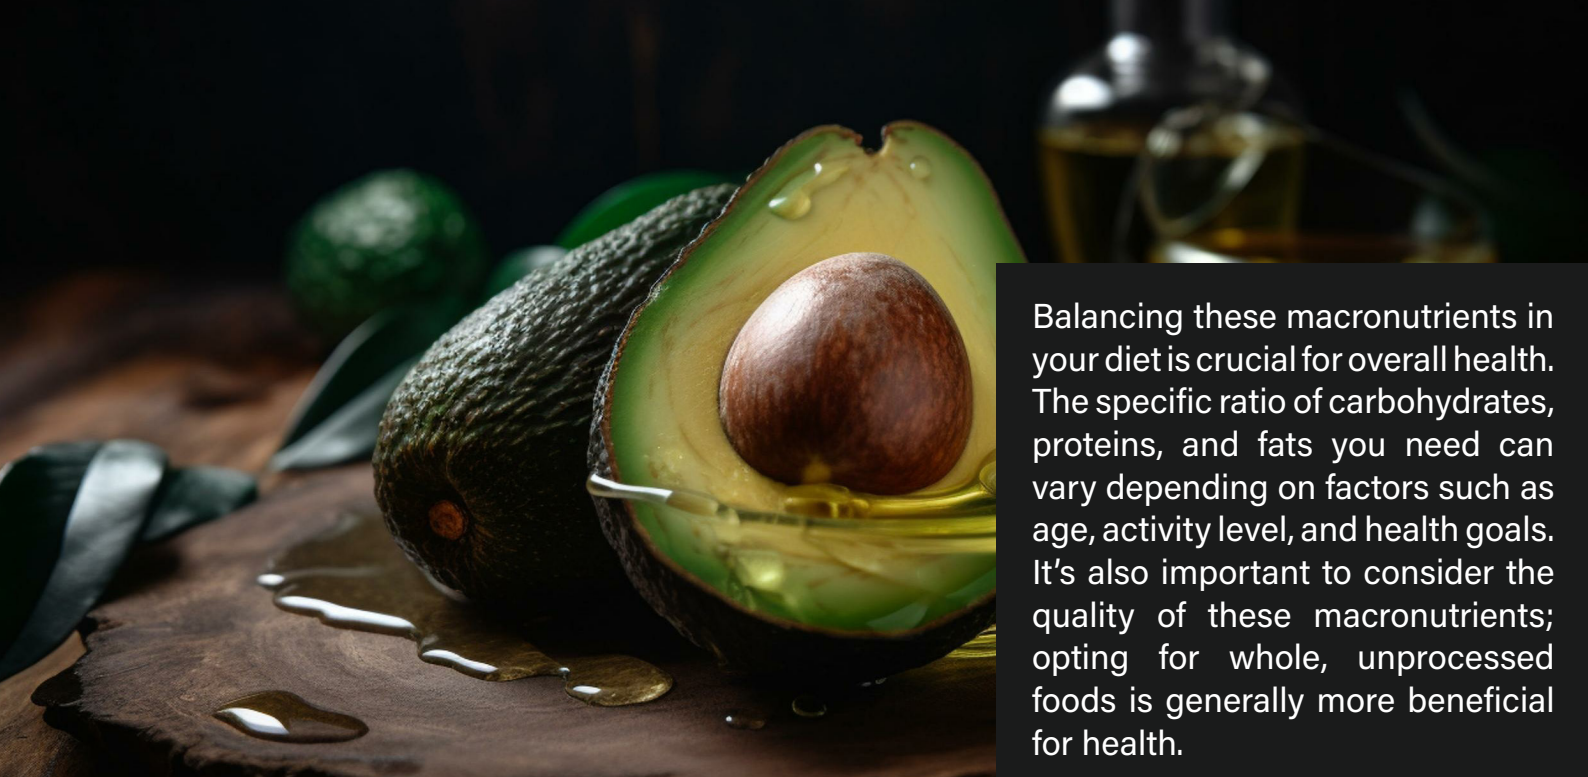 Balancing these macronutrients in
your diet is crucial for overall health.
The specific ratio of carbohydrates,
proteins, and fats you need can
vary depending on factors such as
age, activity level, and health goals.
It’s also important to consider the
quality of these macronutrients;
opting for whole, unprocessed
foods is generally more beneficial
for health.